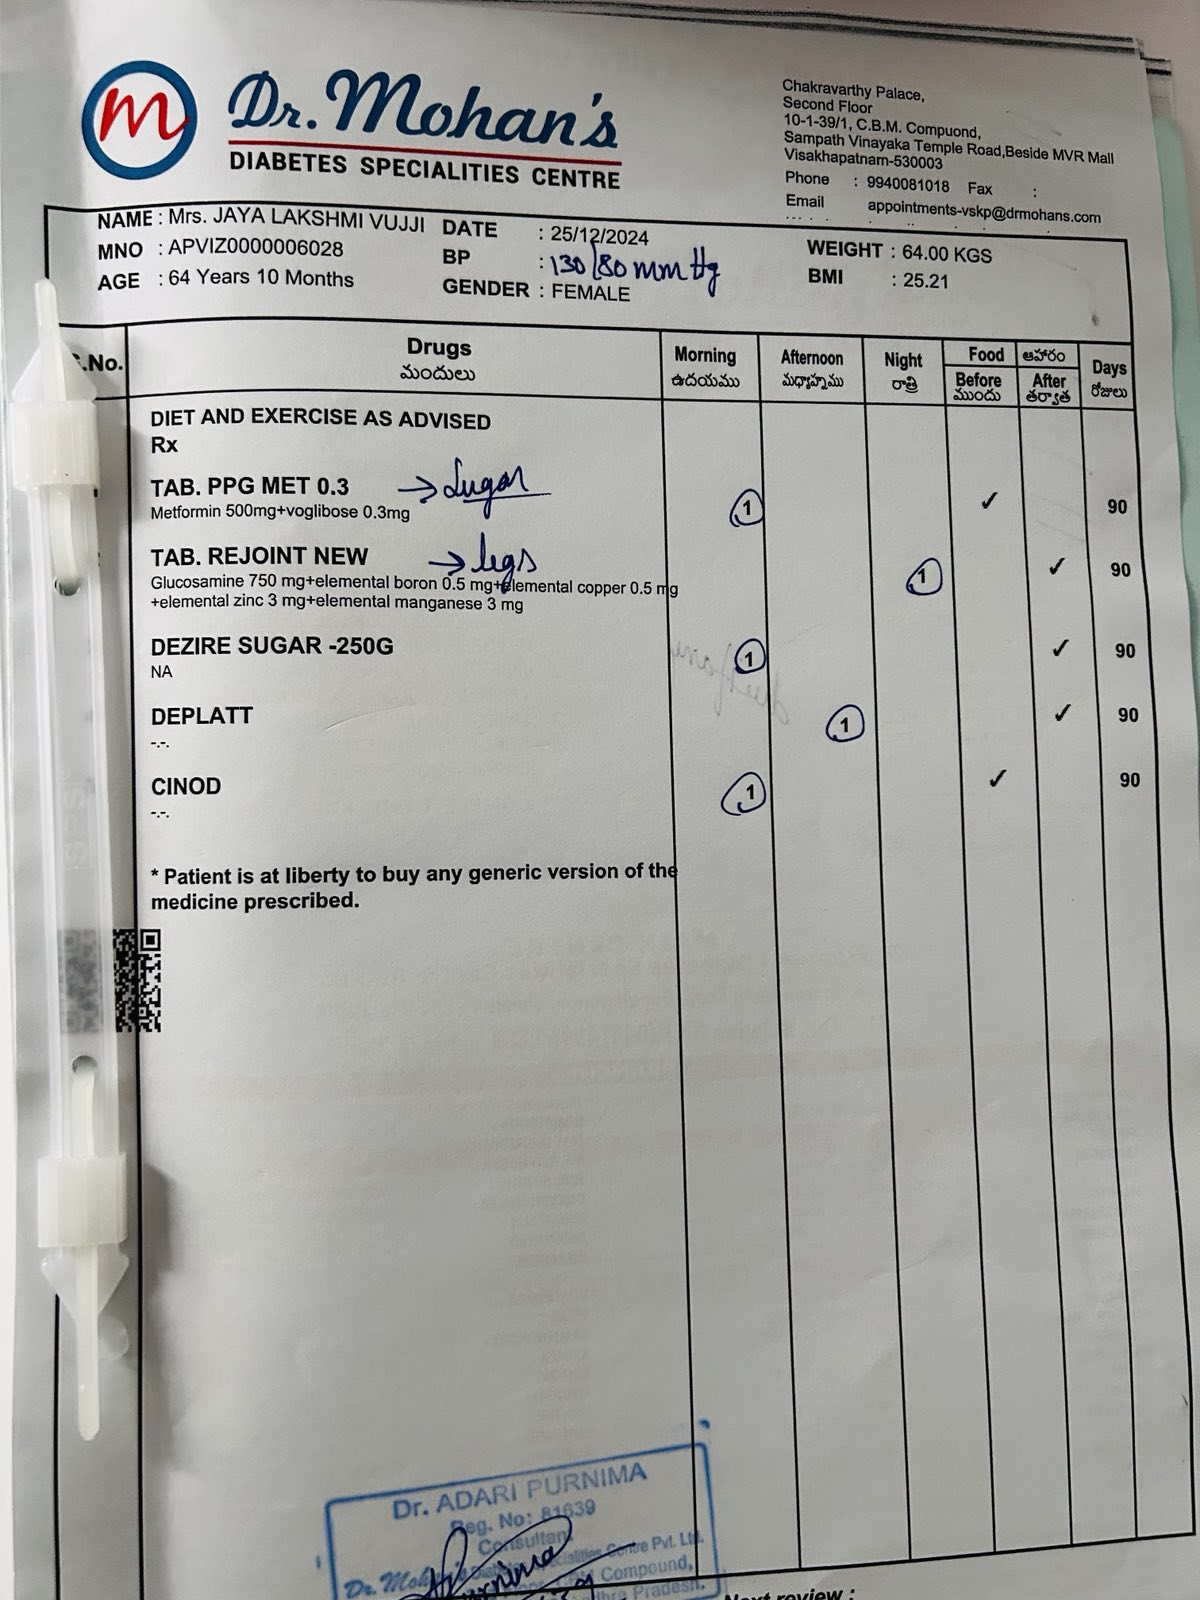 m Dr. Mohan's
DIABETES SPECIALITIES CENTRE
Chakravarthy Palace,
Second Floor
10-1-39/1, C.B.M. Compuond,
Sampath Vinayaka Temple Road,Beside MVR Mall
Visakhapatnam-530003
Phone : 9940081018 Fax :
Email appointments-vskp@drmohans.com
NAME : Mrs. JAYA LAKSHMI VUJJI DATE : 25/12/2024 WEIGHT : 64.00 KGS
MNO : APVIZ0000006028 BP : 130/80 mm Hg BMI : 25.21
AGE : 64 Years 10 Months GENDER : FEMALE
.No. Drugs Morning Afternoon Night Food ఆహారం Days
మందులు ఉదయము మధ్యాహ్నము రాత్రి Before After రోజులు
ముందు తర్వాత
DIET AND EXERCISE AS ADVISED
Rx
TAB. PPG MET 0.3 → Sugar 1 ✓ 90
Metformin 500mg+voglibose 0.3mg
TAB. REJOINT NEW → legs 1 ✓ 90
Glucosamine 750 mg+elemental boron 0.5 mg+elemental copper 0.5 mg
+elemental zinc 3 mg+elemental manganese 3 mg
DEZIRE SUGAR -250G 1 ✓ 90
NA
DEPLATT 1 ✓ 90
-.-.
CINOD 1 ✓ 90
-.-.
* Patient is at liberty to buy any generic version of the
medicine prescribed.
Dr. ADARI PURNIMA
Reg. No: 81639
Consultant
Dr. Mohan's Diabetes Specialities Centre Pvt. Ltd.
Compound,
Andhra Pradesh.
Next review :